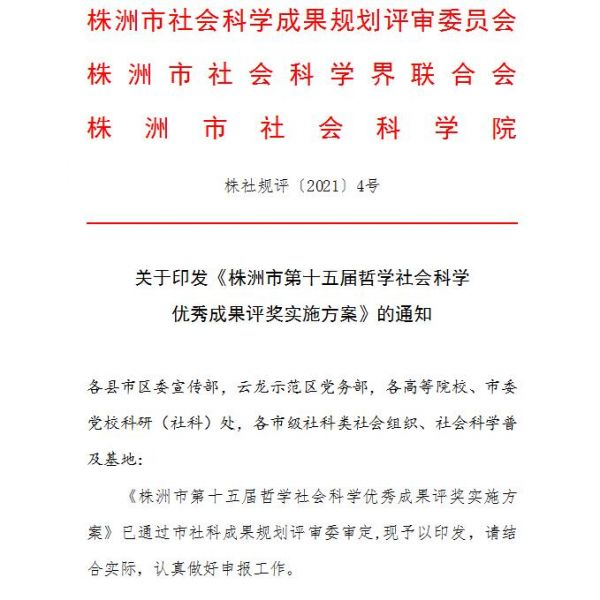 株洲市社会科学成果规划评审委员会
株洲市社会科学界联合会
株洲市社会科学院
株社规评〔2021〕4号
关于印发《株洲市第十五届哲学社会科学
优秀成果评奖实施方案》的通知
各县市区委宣传部，云龙示范区党务部，各高等院校、市委
党校科研（社科）处，各市级社科类社会组织、社会科学普
及基地：
《株洲市第十五届哲学社会科学优秀成果评奖实施方
案》已通过市社科成果规划评审委审定,现予以印发，请结
合实际，认真做好申报工作。